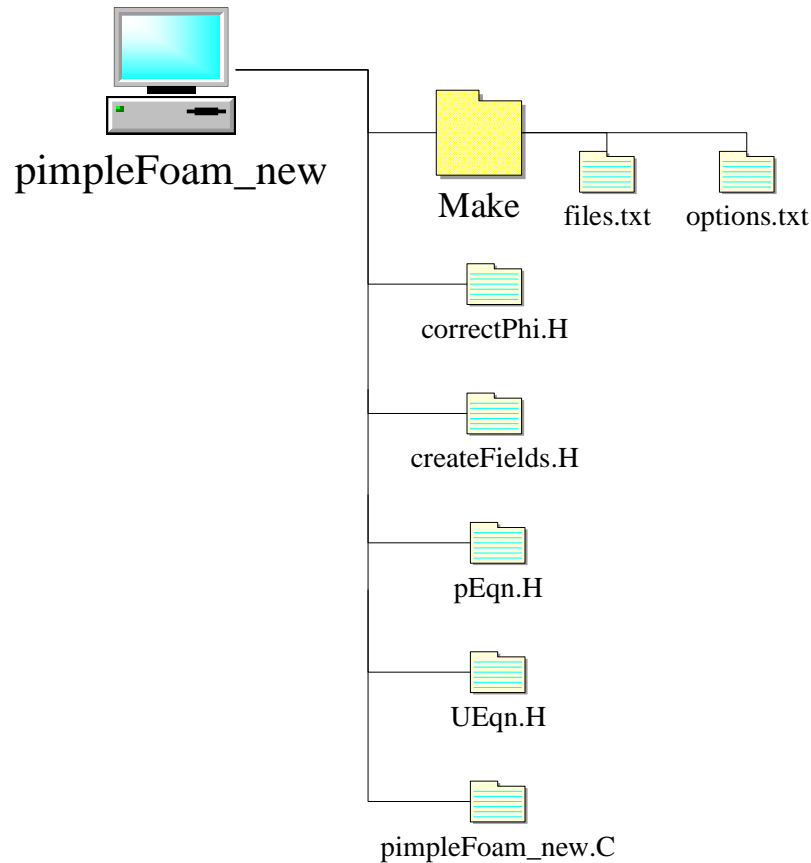 pimpleFoam_new
Make
files.txt
options.txt
correctPhi.H
createFields.H
pEqn.H
UEqn.H
pimpleFoam_new.C